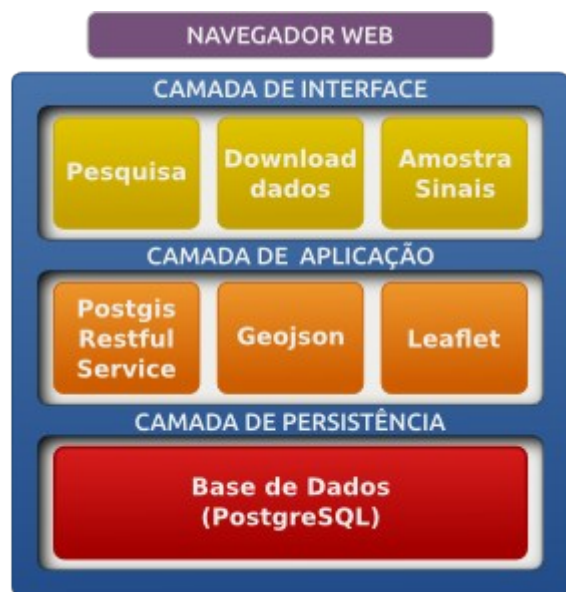 NAVEGADOR WEB
CAMADA DE INTERFACE
Pesquisa
Download
dados
Amostra
Sinais
CAMADA DE APLICAÇÃO
Postgis
Restful
Service
Geojson
Leaflet
CAMADA DE PERSISTÊNCIA
Base de Dados
(PostgreSQL)